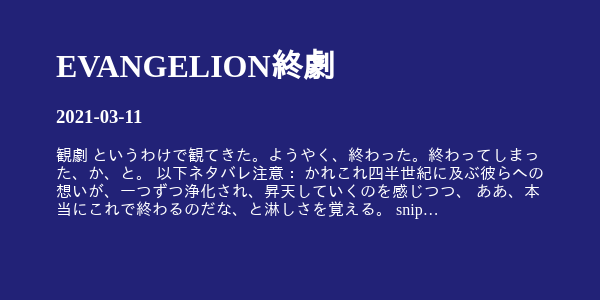 EVANGELION終劇
2021-03-11
観劇 というわけで観てきた。ようやく、終わった。終わってしまっ
た、か、と。 以下ネタバレ注意： かれこれ四半世紀に及ぶ彼らへの
想いが、一つずつ浄化され、昇天していくのを感じつつ、 ああ、本
当にこれで終わるのだな、と淋しさを覚える。 snip…